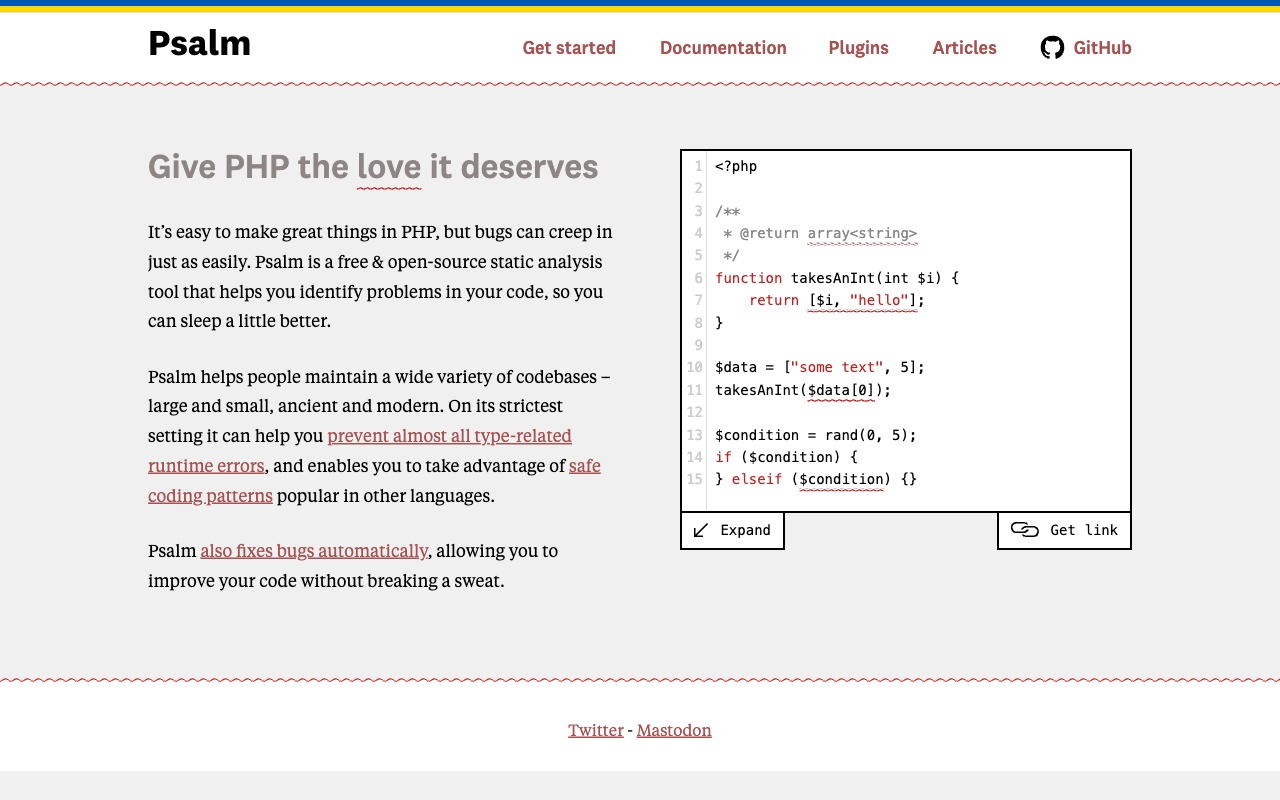 Psalm
Get started
Documentation
Plugins
Articles
GitHub
Give PHP the love it deserves
It’s easy to make great things in PHP, but bugs can creep in
just as easily. Psalm is a free & open-source static analysis
tool that helps you identify problems in your code, so you
can sleep a little better.
Psalm helps people maintain a wide variety of codebases –
large and small, ancient and modern. On its strictest
setting it can help you prevent almost all type-related
runtime errors, and enables you to take advantage of safe
coding patterns popular in other languages.
Psalm also fixes bugs automatically, allowing you to
improve your code without breaking a sweat.
1 <?php
2
3 /**
4  * @return array<string>
5  */
6 function takesAnInt(int $i) {
7     return [$i, "hello"];
8 }
9
10 $data = ["some text", 5];
11 takesAnInt($data[0]);
12
13 $condition = rand(0, 5);
14 if ($condition) {
15 } elseif ($condition) {}
Expand
Get link
Twitter - Mastodon